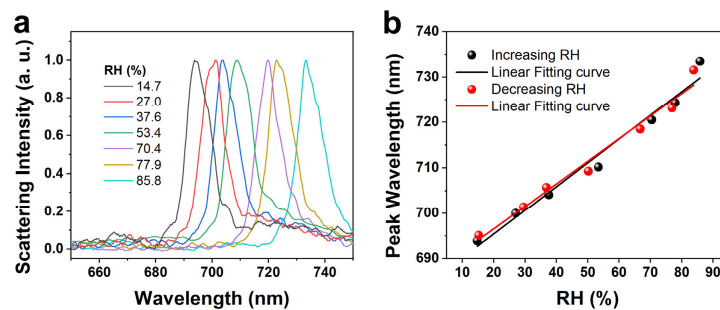 a
Scattering Intensity (a. u.)
1.0
0.8
0.6
0.4
0.2
0.0
RH (%)
14.7
27.0
37.6
53.4
70.4
77.9
85.8
660 680 700 720 740
Wavelength (nm)
b
Peak Wavelength (nm)
740
730
720
710
700
690
Increasing RH
Linear Fitting curve
Decreasing RH
Linear Fitting curve
10 20 30 40 50 60 70 80 90
RH (%)